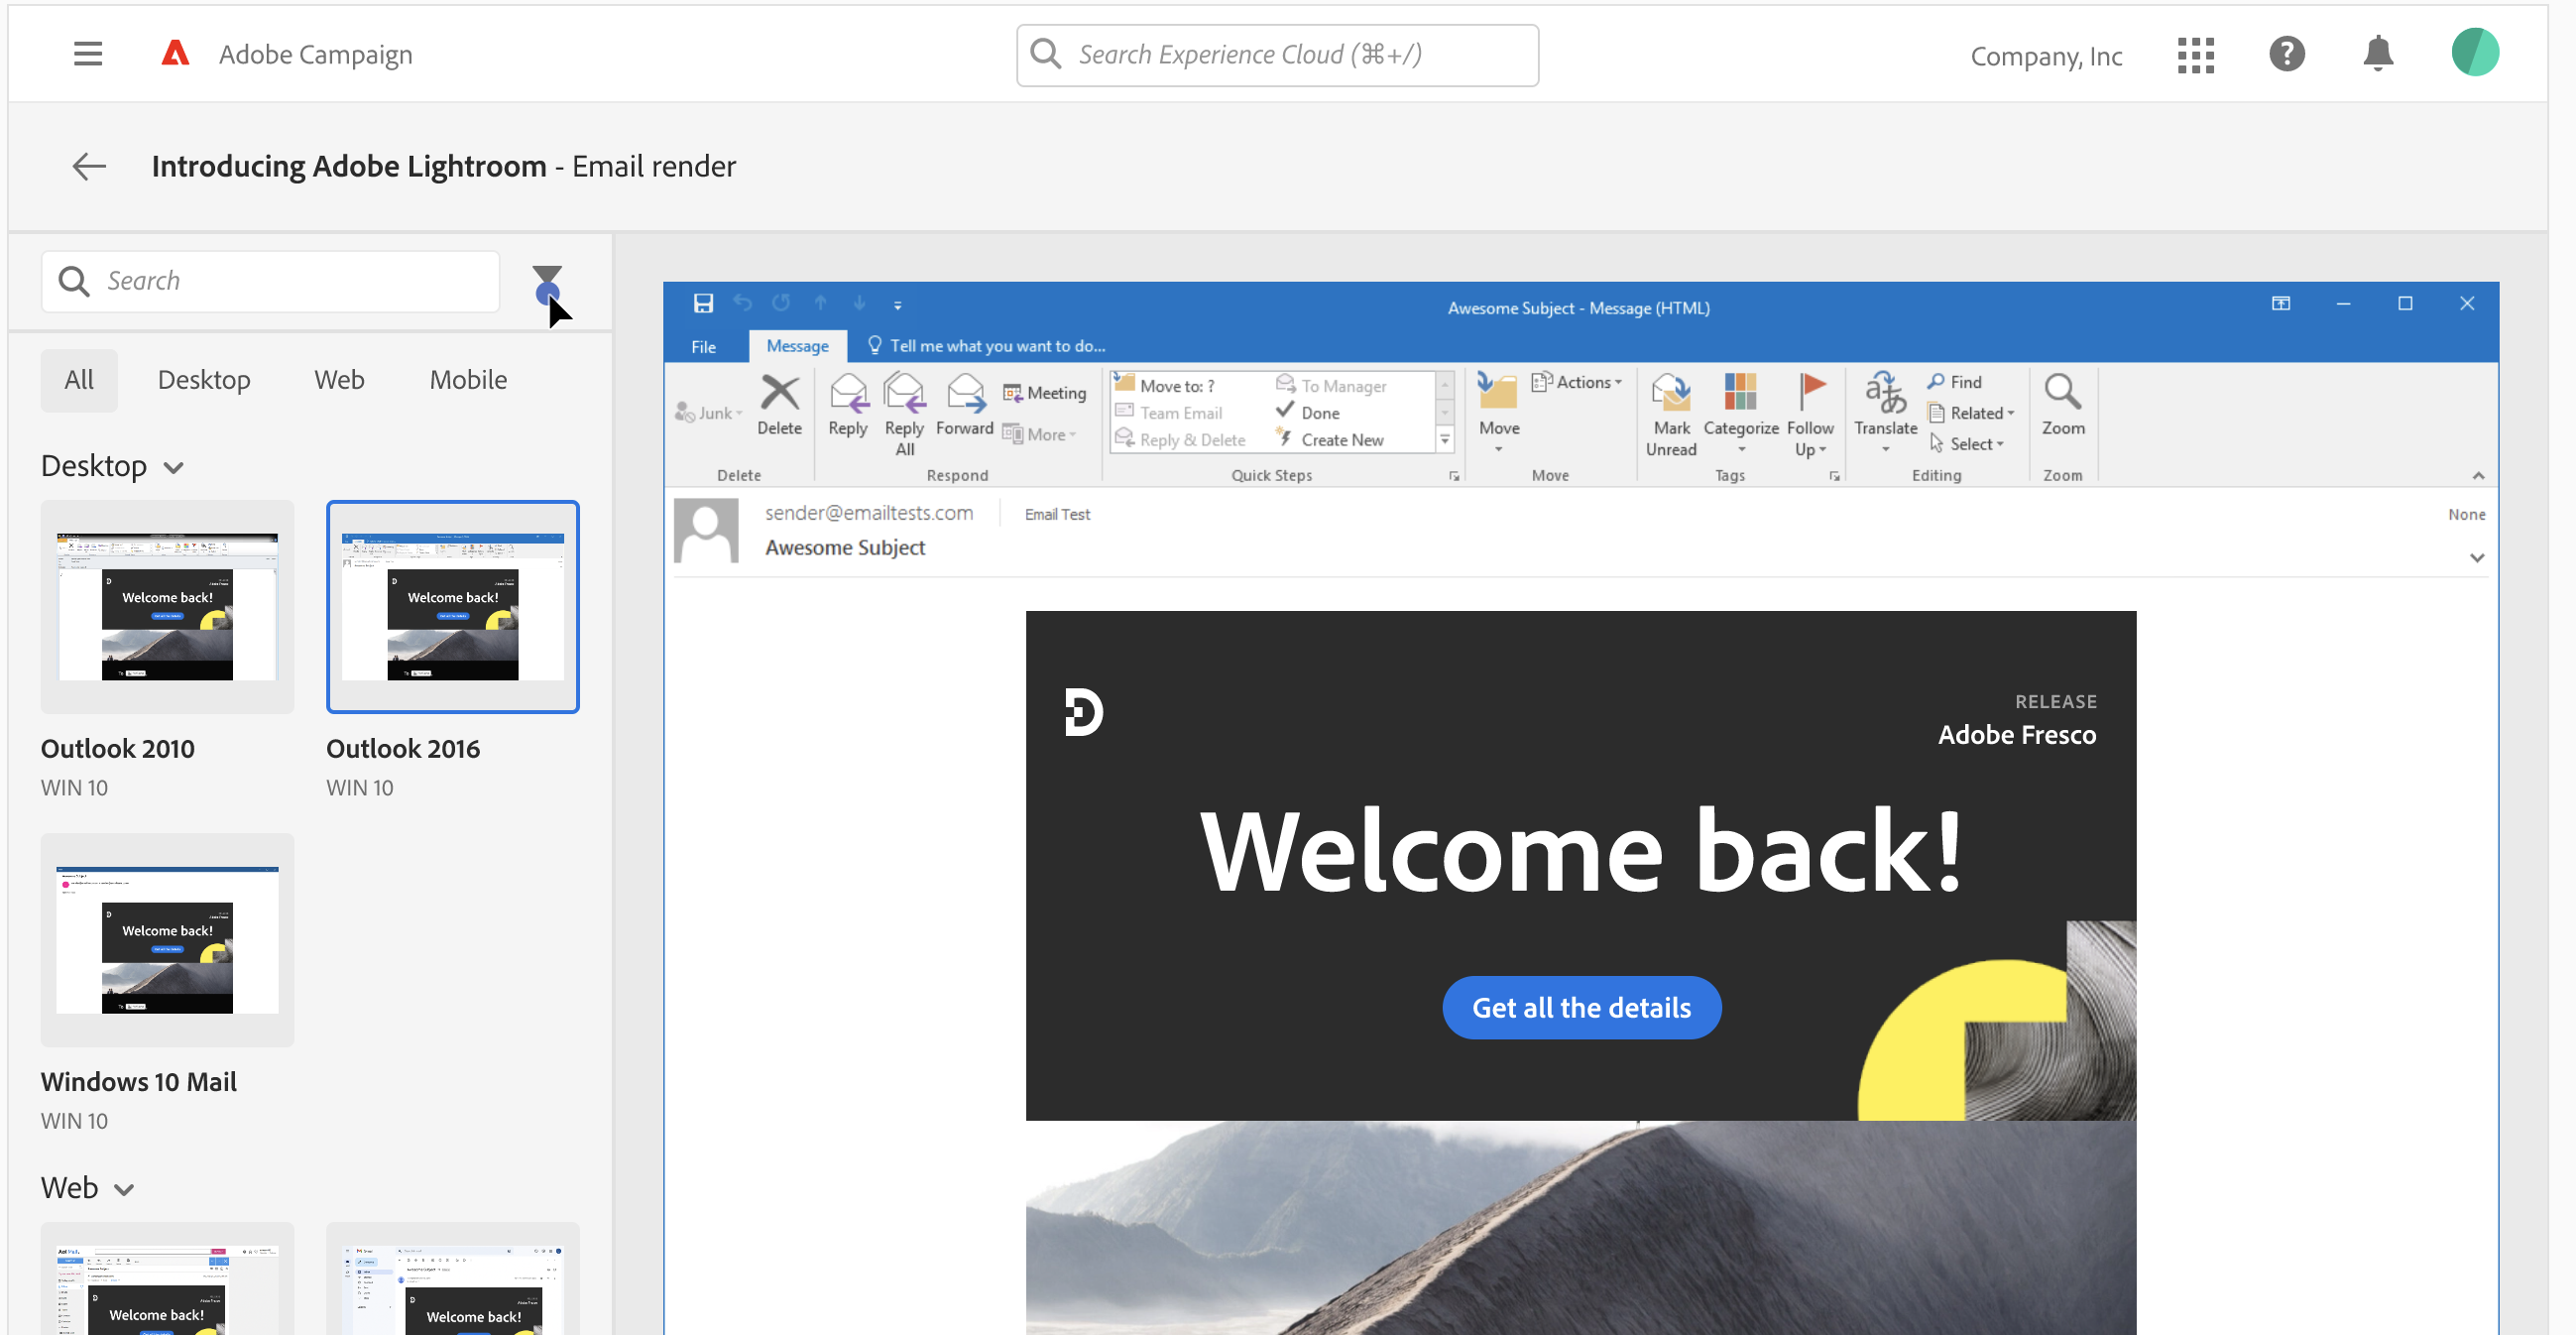 Adobe Campaign
Search Experience Cloud (⌘+/)
Company, Inc
Introducing Adobe Lightroom - Email render
Search
All Desktop Web Mobile
Desktop
Welcome back!
Welcome back!
Outlook 2010
WIN 10
Outlook 2016
WIN 10
Welcome back!
Windows 10 Mail
WIN 10
Web
Welcome back!
Welcome back!
Awesome Subject - Message (HTML)
File Message Tell me what you want to do...
Junk
Delete
Delete
Reply
Reply All
Forward
Meeting
More
Respond
Move to: ?
Team Email
Reply & Delete
To Manager
Done
Create New
Quick Steps
Move
Actions
Move
Mark Unread
Categorize
Follow Up
Tags
Translate
Find
Related
Select
Editing
Zoom
Zoom
sender@emailtests.com Email Test None
Awesome Subject
RELEASE
Adobe Fresco
Welcome back!
Get all the details